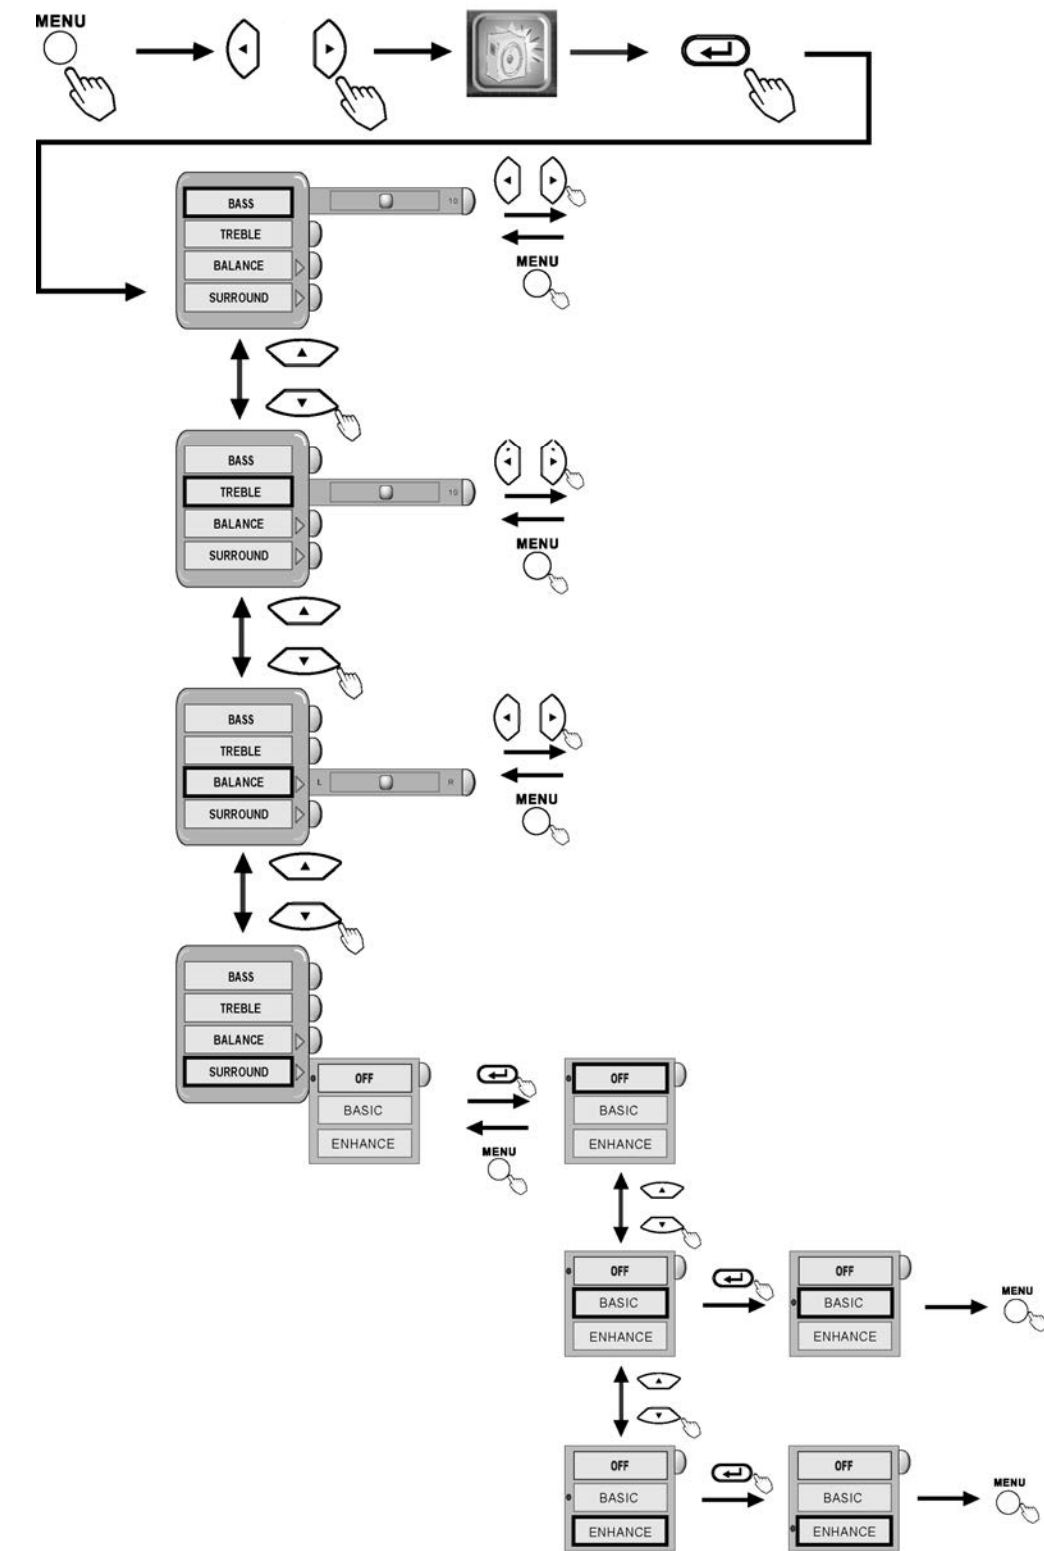 MENU
BASS 10
TREBLE
BALANCE
SURROUND
MENU
BASS
TREBLE 10
BALANCE
SURROUND
MENU
BASS
TREBLE
BALANCE L R
SURROUND
MENU
BASS
TREBLE
BALANCE
SURROUND
OFF
BASIC
ENHANCE
MENU
OFF
BASIC
ENHANCE
OFF
BASIC
ENHANCE
OFF
BASIC
ENHANCE
MENU
OFF
BASIC
ENHANCE
OFF
BASIC
ENHANCE
MENU